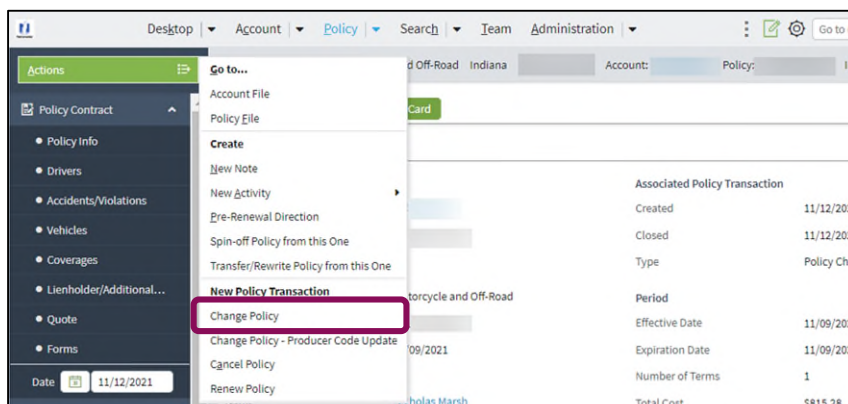 Desktop Account Policy Search Team Administration Go to
Actions
Go to...
d Off-Road Indiana Account: Policy:
Account File
Policy Contract
Policy File
Card
Policy Info
Create
Drivers
New Note
Accidents/Violations
New Activity
Associated Policy Transaction
Pre-Renewal Direction
Created 11/12/20
Vehicles
Spin-off Policy from this One
Closed 11/12/20
Coverages
Transfer/Rewrite Policy from this One
Type Policy Ch
Lienholder/Additional...
New Policy Transaction
torcycle and Off-Road
Period
Quote
Change Policy
Effective Date 11/09/20
Forms
Change Policy - Producer Code Update
/09/2021
Expiration Date 11/09/20
Date 11/12/2021
Cancel Policy
Number of Terms 1
Renew Policy
holas Marsh
Total Cost $815.28